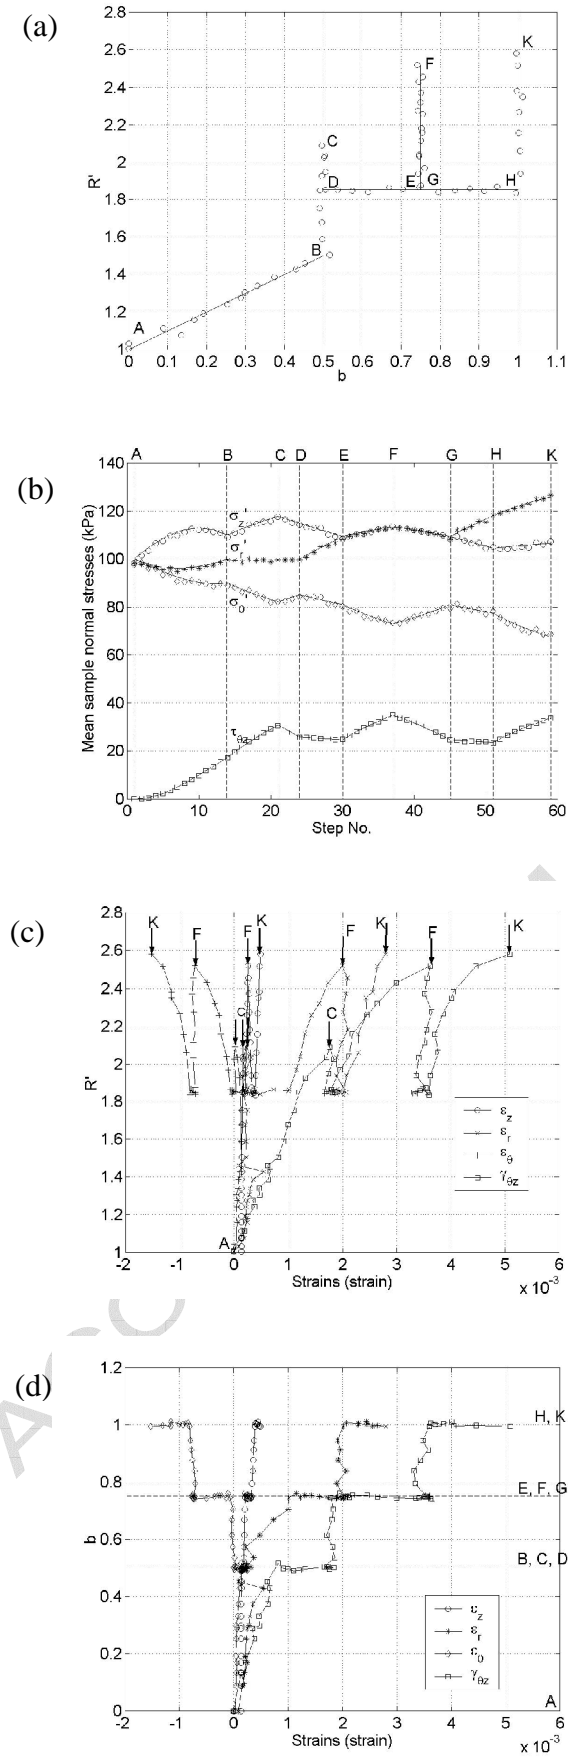 (a)
2.8
2.6
2.4
2.2
2
1.8
1.6
1.4
1.2
1
R'
A
B
C
D
E
F
G
H
K
0 0.1 0.2 0.3 0.4 0.5 0.6 0.7 0.8 0.9 1 1.1
b
(b)
A B C D E F G H K
140
120
100
80
60
40
20
0
Mean sample normal stresses (kPa)
σz'
σr'
σθ'
τθz
0 10 20 30 40 50 60
Step No.
(c)
2.8
2.6
2.4
2.2
2
1.8
1.6
1.4
1.2
1
R'
K F F K F K F K
C C
A
εz
εr
εθ
γθz
-2 -1 0 1 2 3 4 5 6
Strains (strain)
x 10⁻³
(d)
1.2
1
0.8
0.6
0.4
0.2
0
b
H, K
E, F, G
B, C, D
A
εz
εr
εθ
γθz
-2 -1 0 1 2 3 4 5 6
Strains (strain)
x 10⁻³